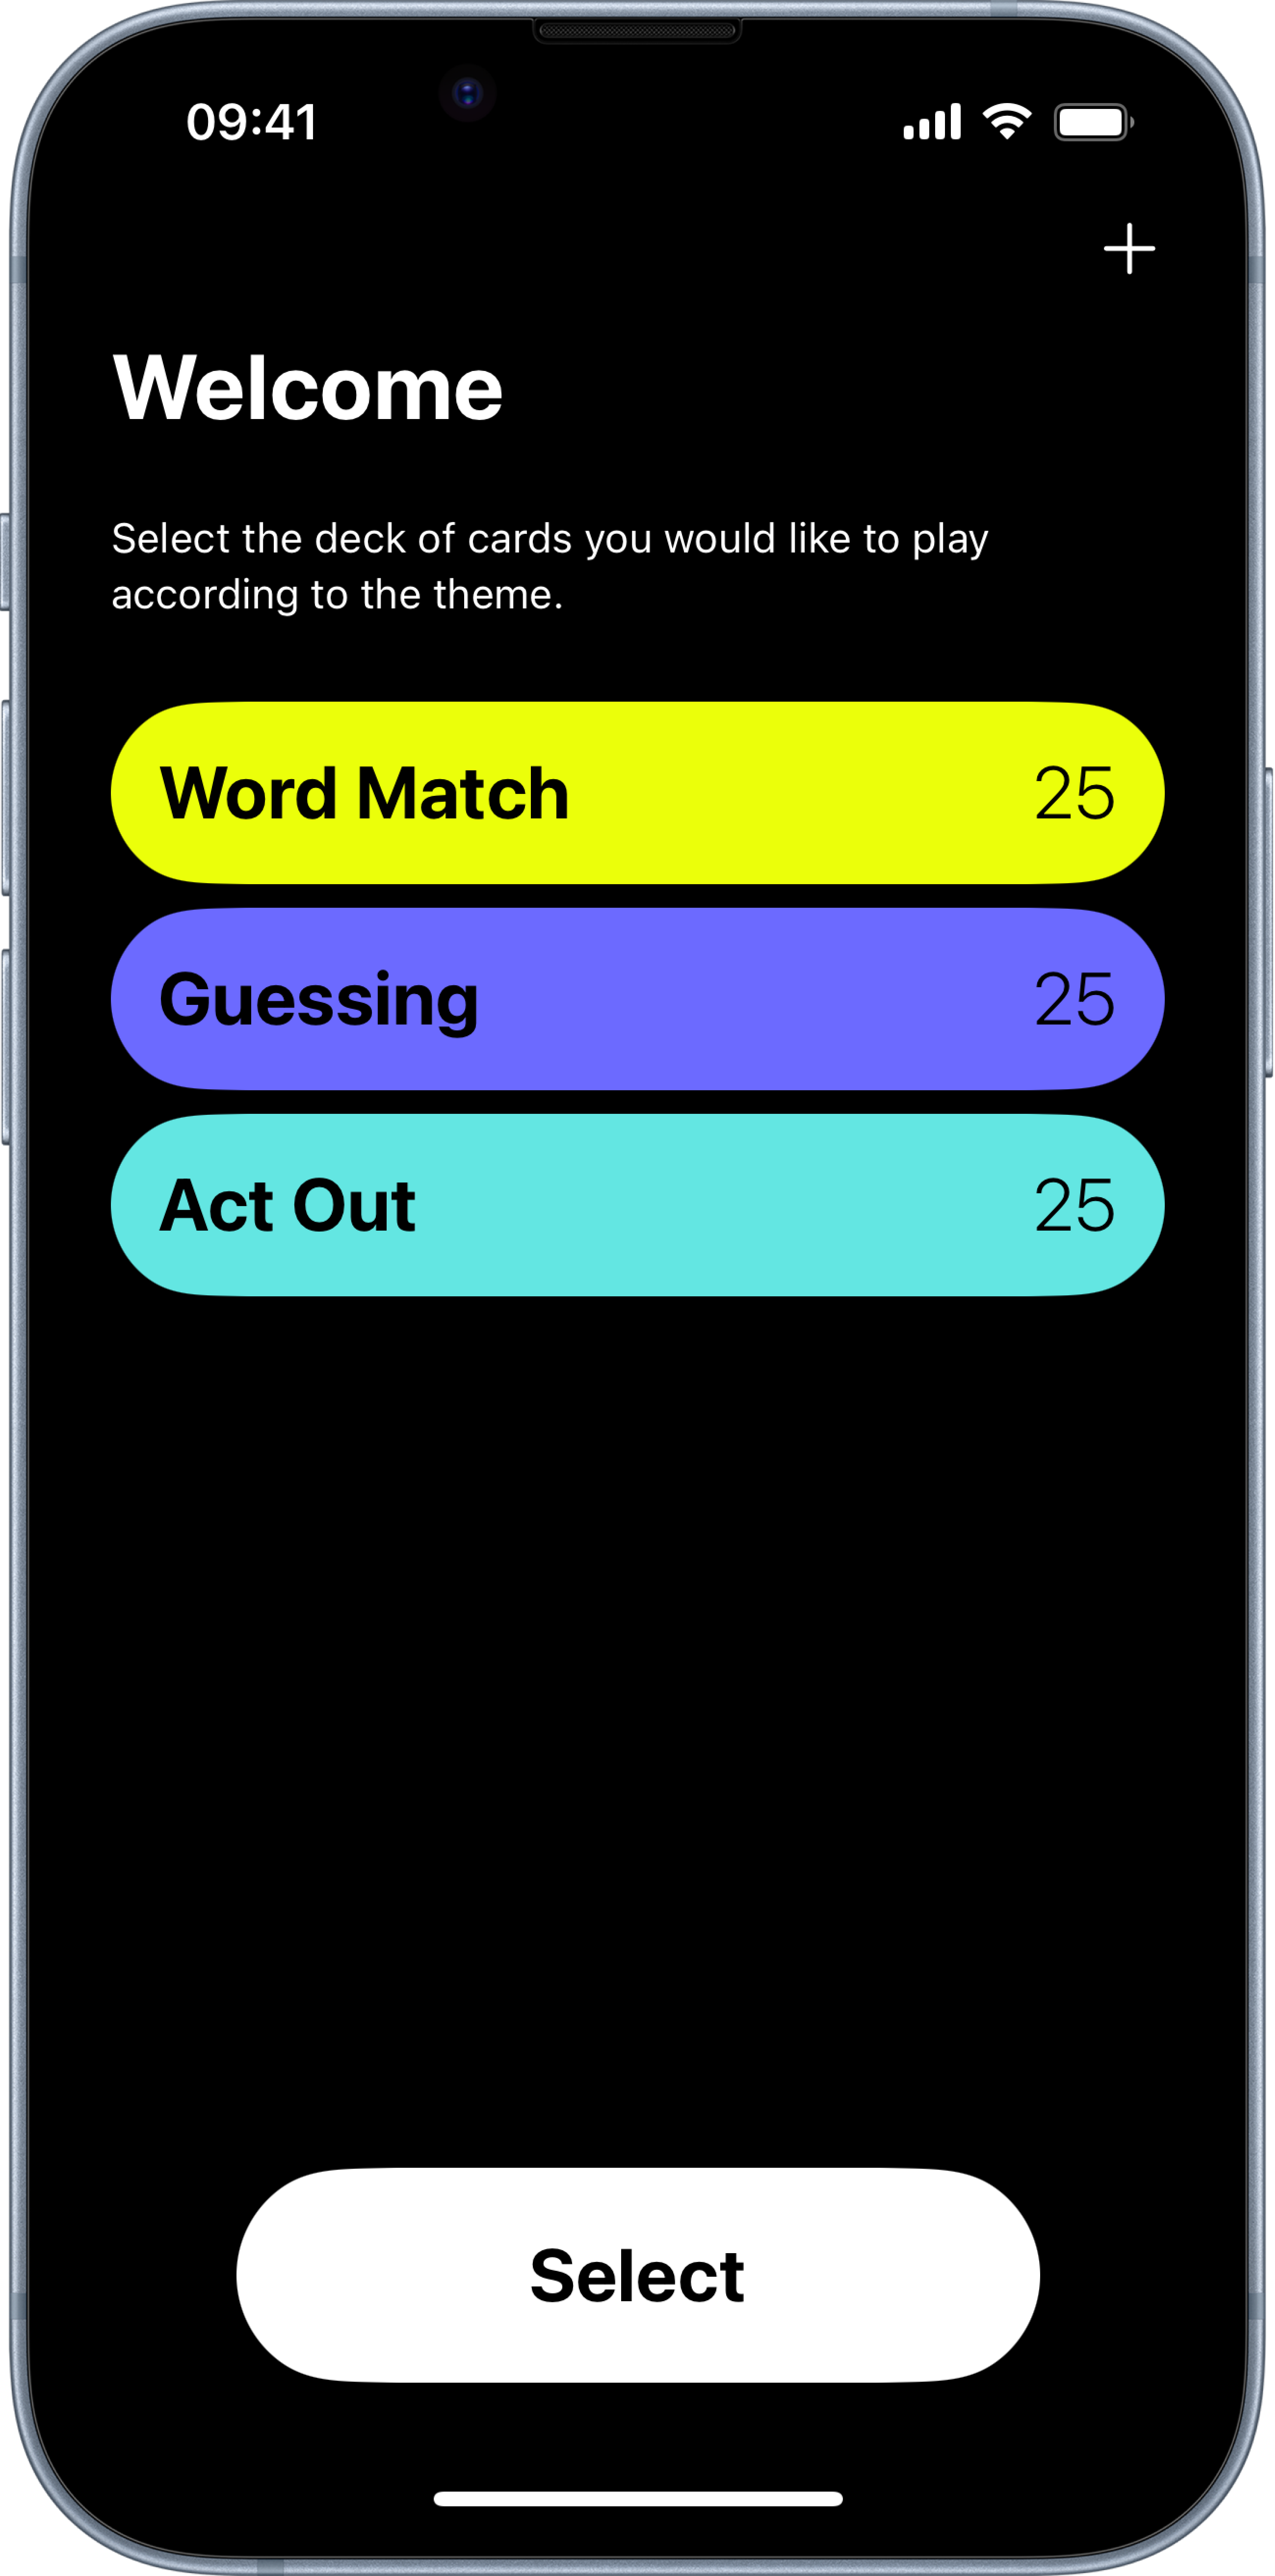 09:41
Welcome
Select the deck of cards you would like to play
according to the theme.
Word Match 25
Guessing 25
Act Out 25
Select